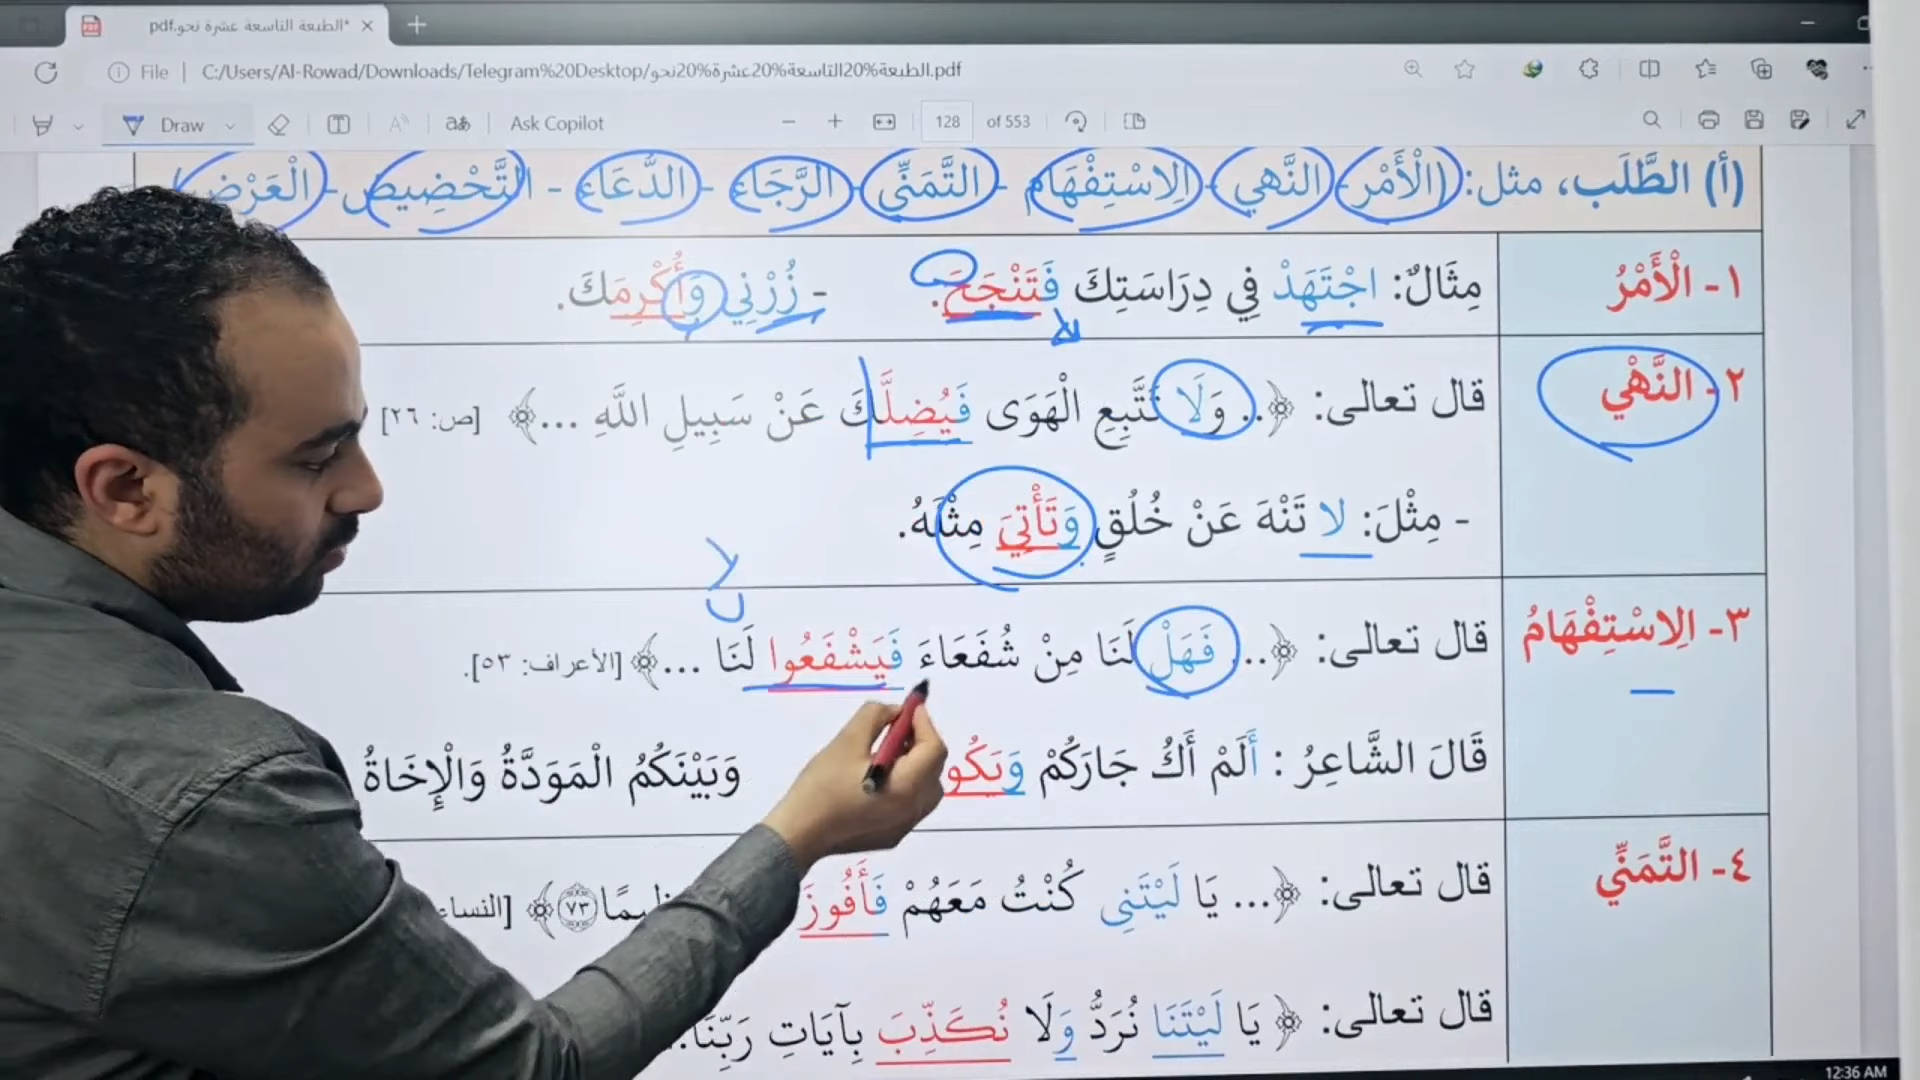 الطبعة التاسعة عشرة نحو.pdf*
File | C:/Users/Al-Rowad/Downloads/Telegram%20Desktop/الطبعة%20التاسعة%20عشرة%20نحو.pdf
Draw Ask Copilot 128 of 553
(أ) الطَّلَب، مثل: (الْأَمْر - النَّهي - الِاسْتِفْهَام - التَّمَنِّي - الرَّجَاء - الدُّعَاء - التَّحْضِيض - الْعَرْض
١- الْأَمْرُ
مِثَالٌ: اجْتَهَدْ فِي دِرَاسَتِكَ فَتَنْجَحَ. - زُرْنِي وَأُكْرِمَكَ.
٢- النَّهْي
قال تعالى: ﴿.. وَلَا تَتَّبِعِ الْهَوَى فَيُضِلَّكَ عَنْ سَبِيلِ اللَّهِ ...﴾ [ص: ٢٦]
- مِثْلَ: لا تَنْهَ عَنْ خُلُقٍ وَتَأْتِيَ مِثْلَهُ.
لا
٣- الِاسْتِفْهَامُ
قال تعالى: ﴿... فَهَلْ لَنَا مِنْ شُفَعَاءَ فَيَشْفَعُوا لَنَا ...﴾ [الأعراف: ٥٣].
قَالَ الشَّاعِرُ : أَلَمْ أَكُ جَارَكُمْ وَيَكُو وَبَيْنَكُمُ الْمَوَدَّةُ وَالْإِخَاةُ
٤- التَّمَنِّي
قال تعالى: ﴿... يَا لَيْتَنِي كُنْتُ مَعَهُمْ فَأَفُوزَ ظِيمًا ٧٣﴾ [النساء
قال تعالى: ﴿ يَا لَيْتَنَا نُرَدُّ وَلَا نُكَذِّبَ بِآيَاتِ رَبِّنَا..
12:36 AM